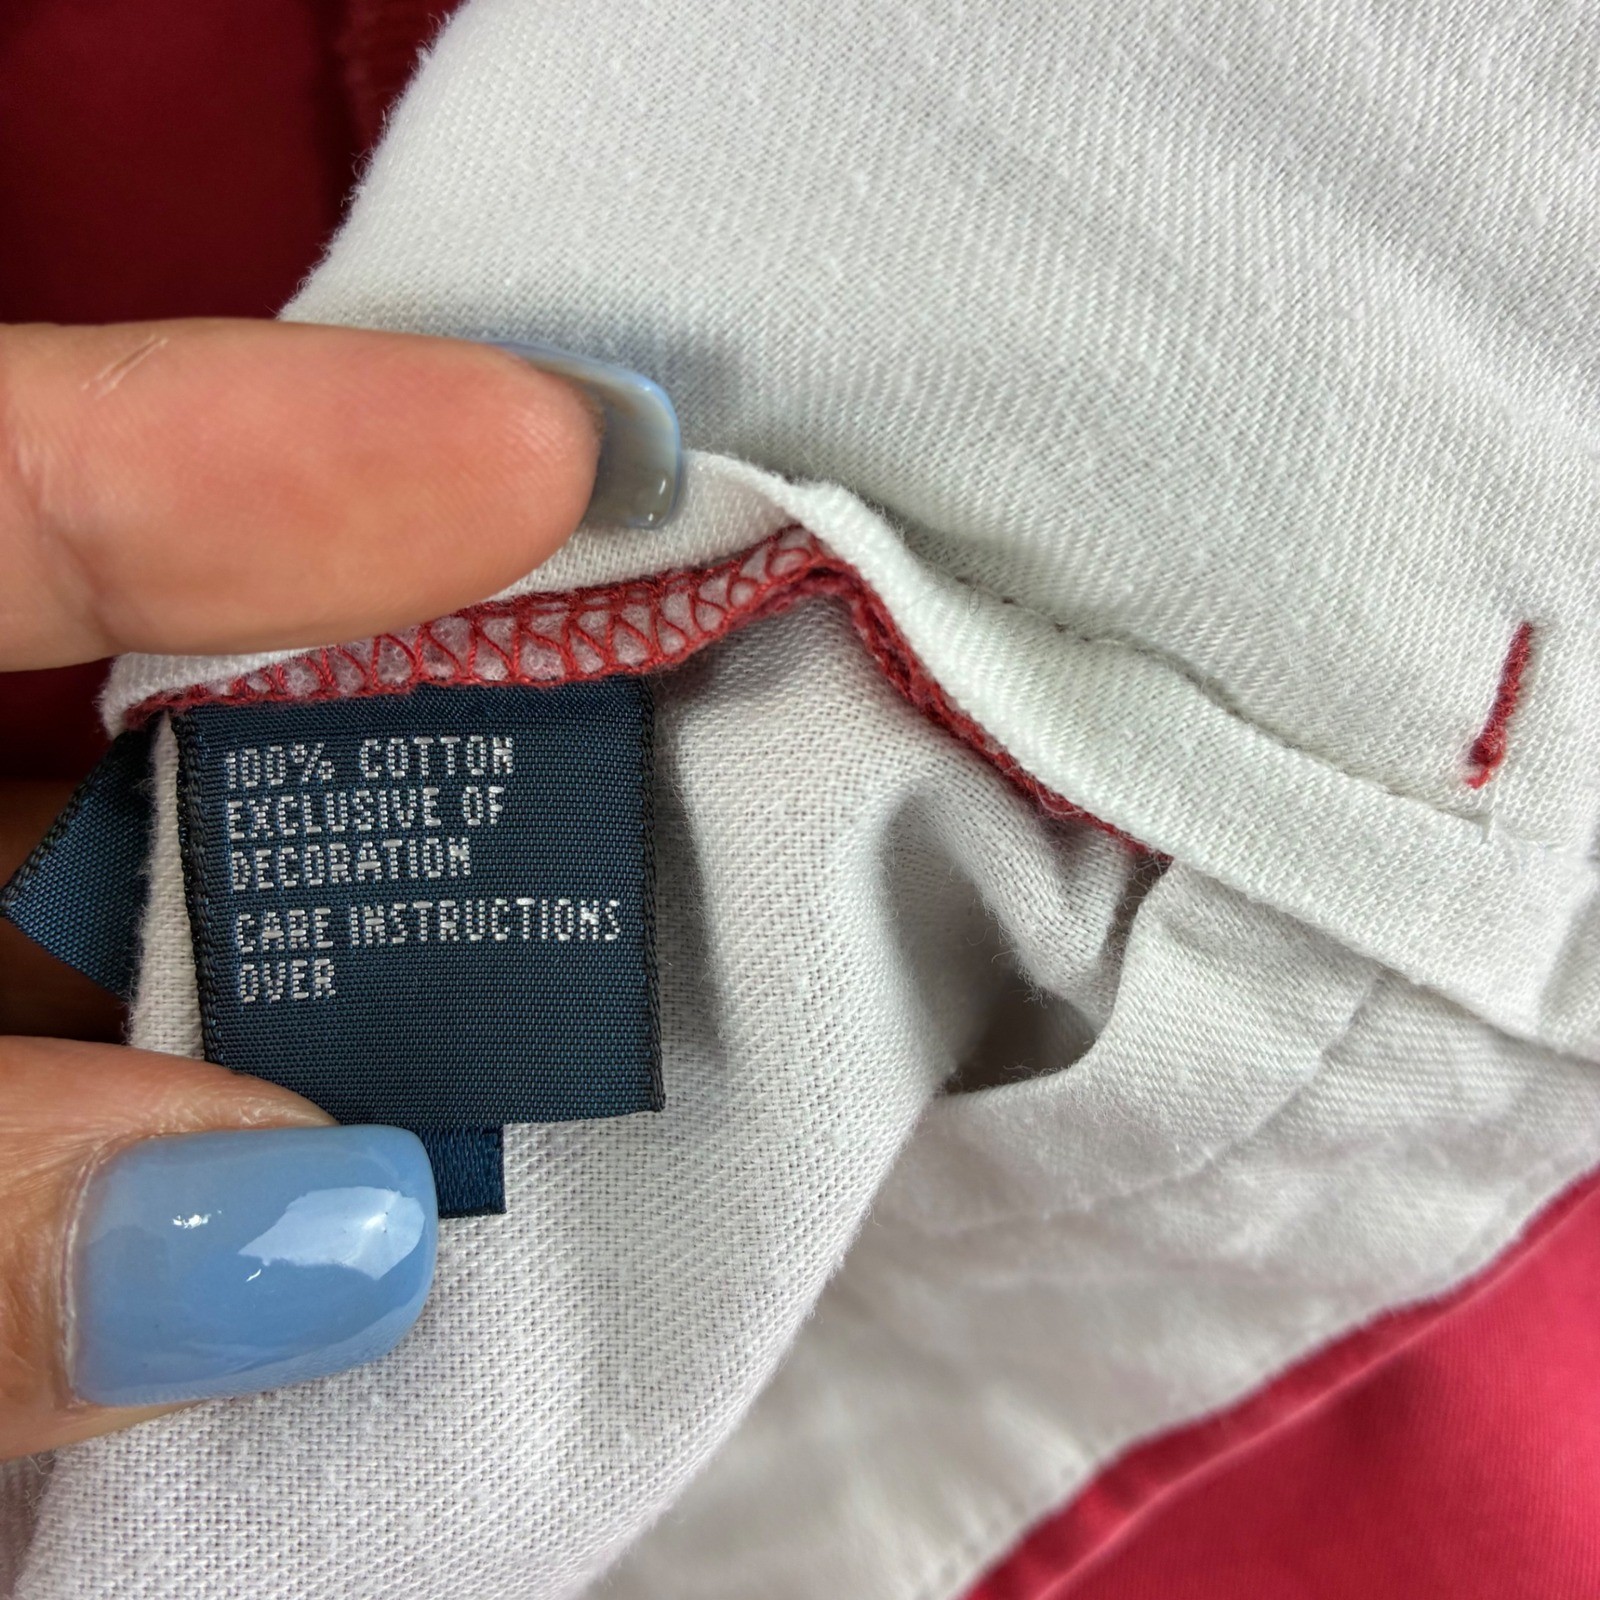 100% COTTON
EXCLUSIVE OF
DECORATION
CARE INSTRUCTIONS
OVER